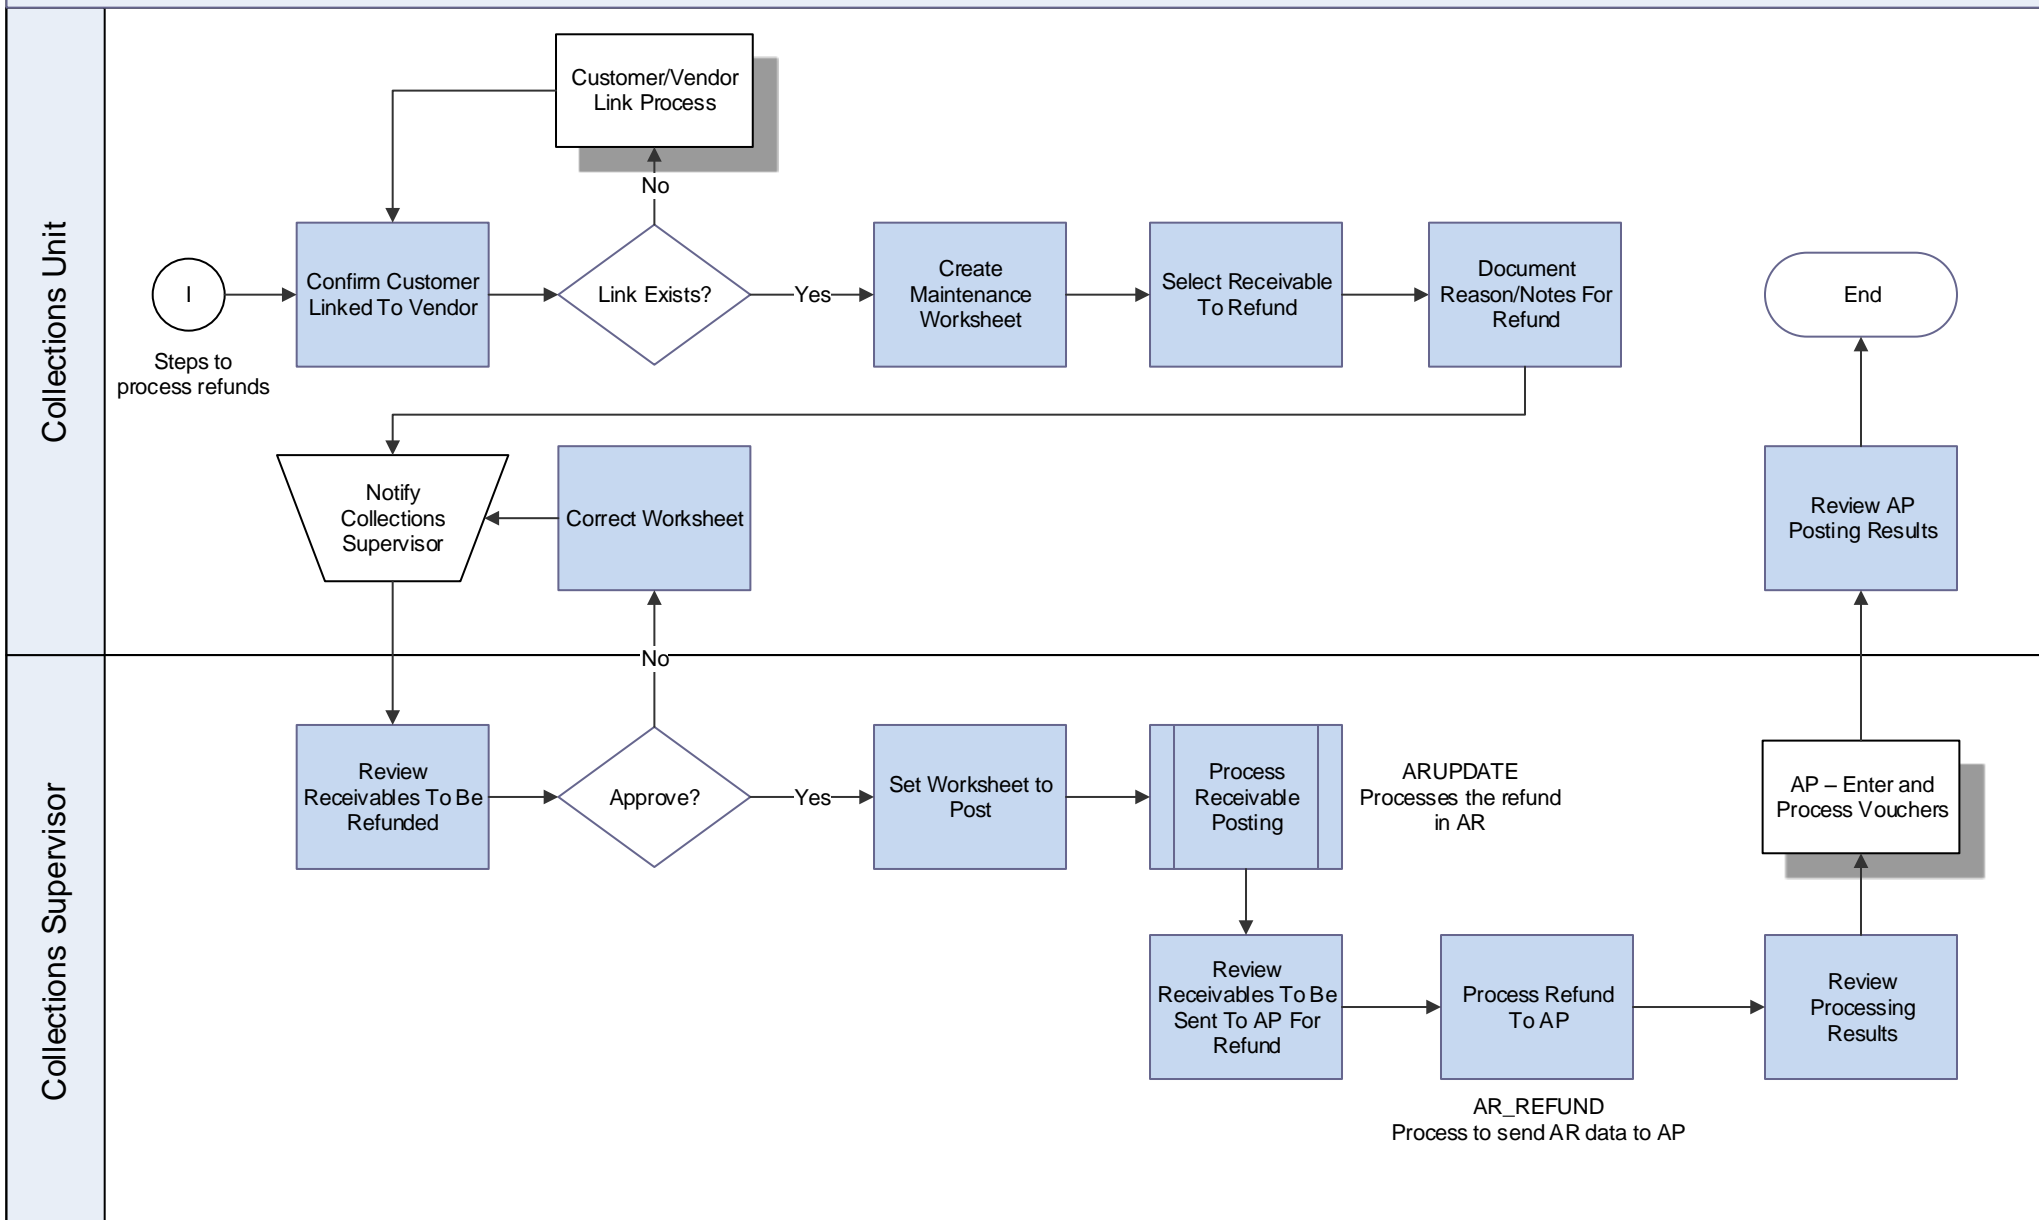 Collections Unit
Customer/Vendor
Link Process
No
I
Steps to
process refunds
Confirm Customer
Linked To Vendor
Link Exists?
Yes
Create
Maintenance
Worksheet
Select Receivable
To Refund
Document
Reason/Notes For
Refund
End
Notify
Collections
Supervisor
Correct Worksheet
Review AP
Posting Results
No
Collections Supervisor
Review
Receivables To Be
Refunded
Approve?
Yes
Set Worksheet to
Post
Process
Receivable
Posting
ARUPDATE
Processes the refund
in AR
AP – Enter and
Process Vouchers
Review
Receivables To Be
Sent To AP For
Refund
Process Refund
To AP
Review
Processing
Results
AR_REFUND
Process to send AR data to AP